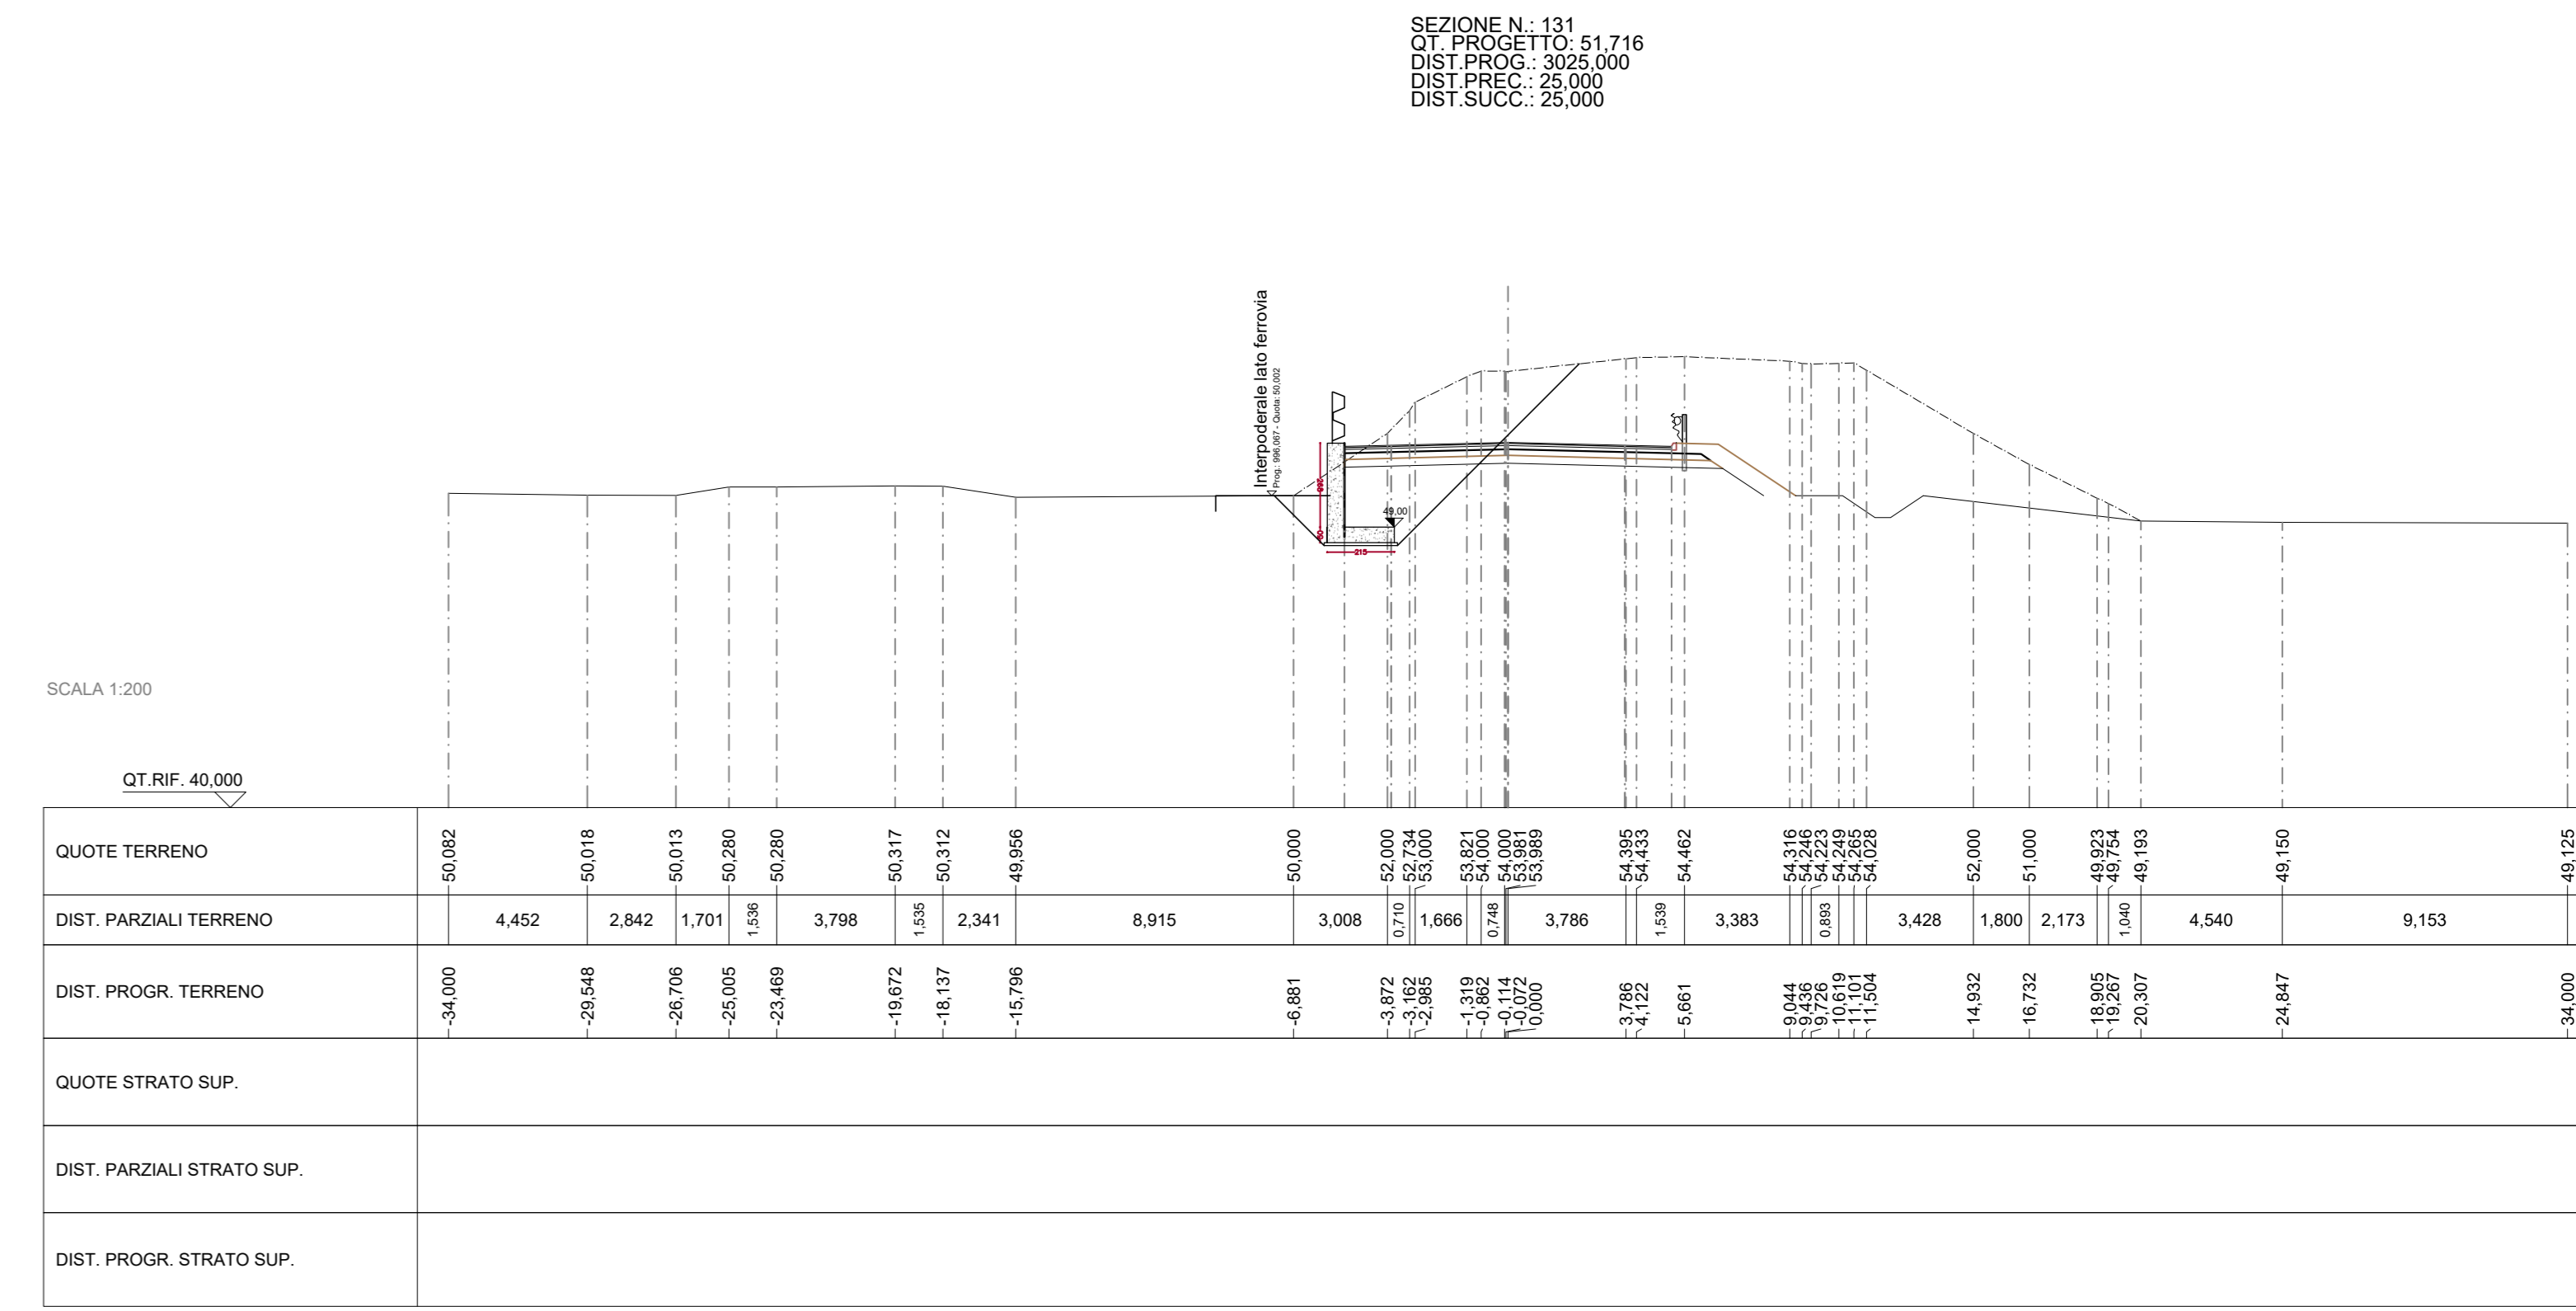 SEZIONE N.: 131
QT. PROGETTO: 51,716
DIST.PROG.: 3025,000
DIST.PREC.: 25,000
DIST.SUCC.: 25,000
Interpoderale lato ferrovia
Prog.: 996,067 - Quota: 50,002
49,00
215
SCALA 1:200
QT.RIF. 40,000
QUOTE TERRENO 50,082 50,018 50,013 50,280 50,280 50,317 50,312 49,956 50,000 52,000 52,734 53,000 53,821 54,000 54,000 53,981 53,989 54,395 54,433 54,462 54,316 54,246 54,223 54,249 54,265 54,028 52,000 51,000 49,923 49,754 49,193 49,150 49,125
DIST. PARZIALI TERRENO 4,452 2,842 1,701 1,536 3,798 1,535 2,341 8,915 3,008 0,710 1,666 0,748 3,786 1,539 3,383 0,893 3,428 1,800 2,173 1,040 4,540 9,153
DIST. PROGR. TERRENO -34,000 -29,548 -26,706 -25,005 -23,469 -19,672 -18,137 -15,796 -6,881 -3,872 -3,162 -2,985 -1,319 -0,862 -0,114 -0,072 0,000 3,786 4,122 5,661 9,044 9,436 9,726 10,619 11,101 11,504 14,932 16,732 18,905 19,267 20,307 24,847 34,000
QUOTE STRATO SUP.
DIST. PARZIALI STRATO SUP.
DIST. PROGR. STRATO SUP.